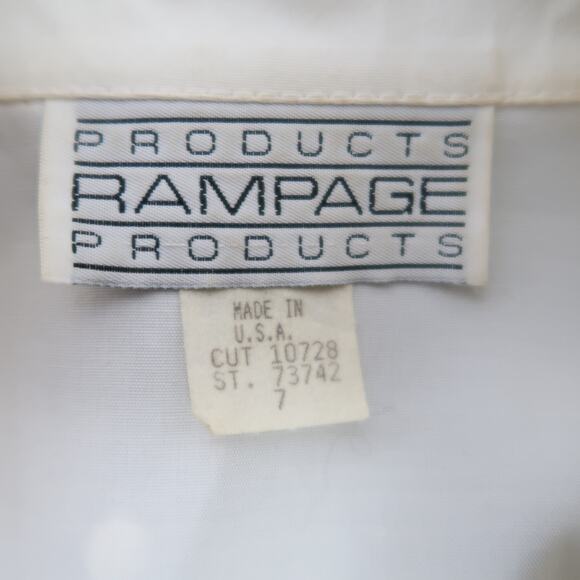 PRODUCTS
RAMPAGE
PRODUCTS
MADE IN
U.S.A.
CUT 10728
ST. 73742
7